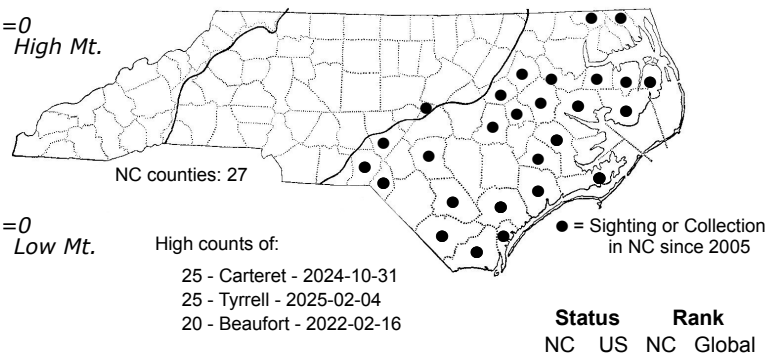 =0
High Mt.
NC counties: 27
=0
Low Mt.
High counts of:
25 - Carteret - 2024-10-31
25 - Tyrrell - 2025-02-04
20 - Beaufort - 2022-02-16
● = Sighting or Collection
in NC since 2005
Status Rank
NC US NC Global